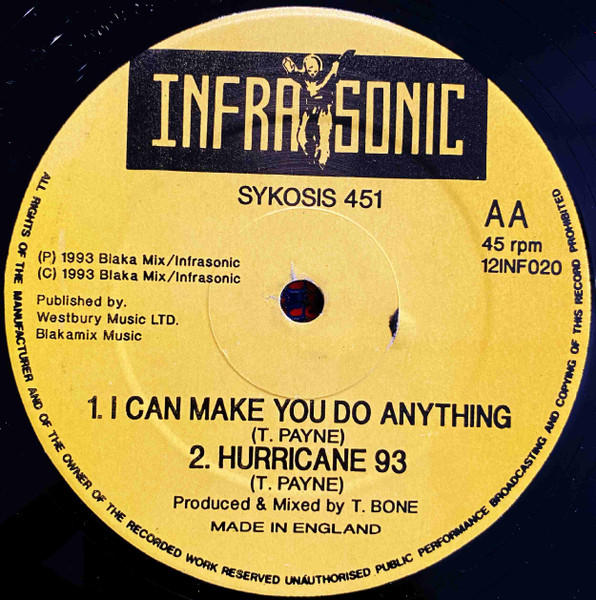 INFRA SONIC
SYKOSIS 451
AA
45 rpm
12INF020
(P) 1993 Blaka Mix/Infrasonic
(C) 1993 Blaka Mix/Infrasonic
Published by.
Westbury Music LTD.
Blakamix Music
1. I CAN MAKE YOU DO ANYTHING
(T. PAYNE)
2. HURRICANE 93
(T. PAYNE)
Produced & Mixed by T. BONE
MADE IN ENGLAND
ALL RIGHTS OF THE MANUFACTURER AND OF THE OWNER OF THE RECORDED WORK RESERVED UNAUTHORISED PUBLIC PERFORMANCE BROADCASTING AND COPYING OF THIS RECORD PROHIBITED